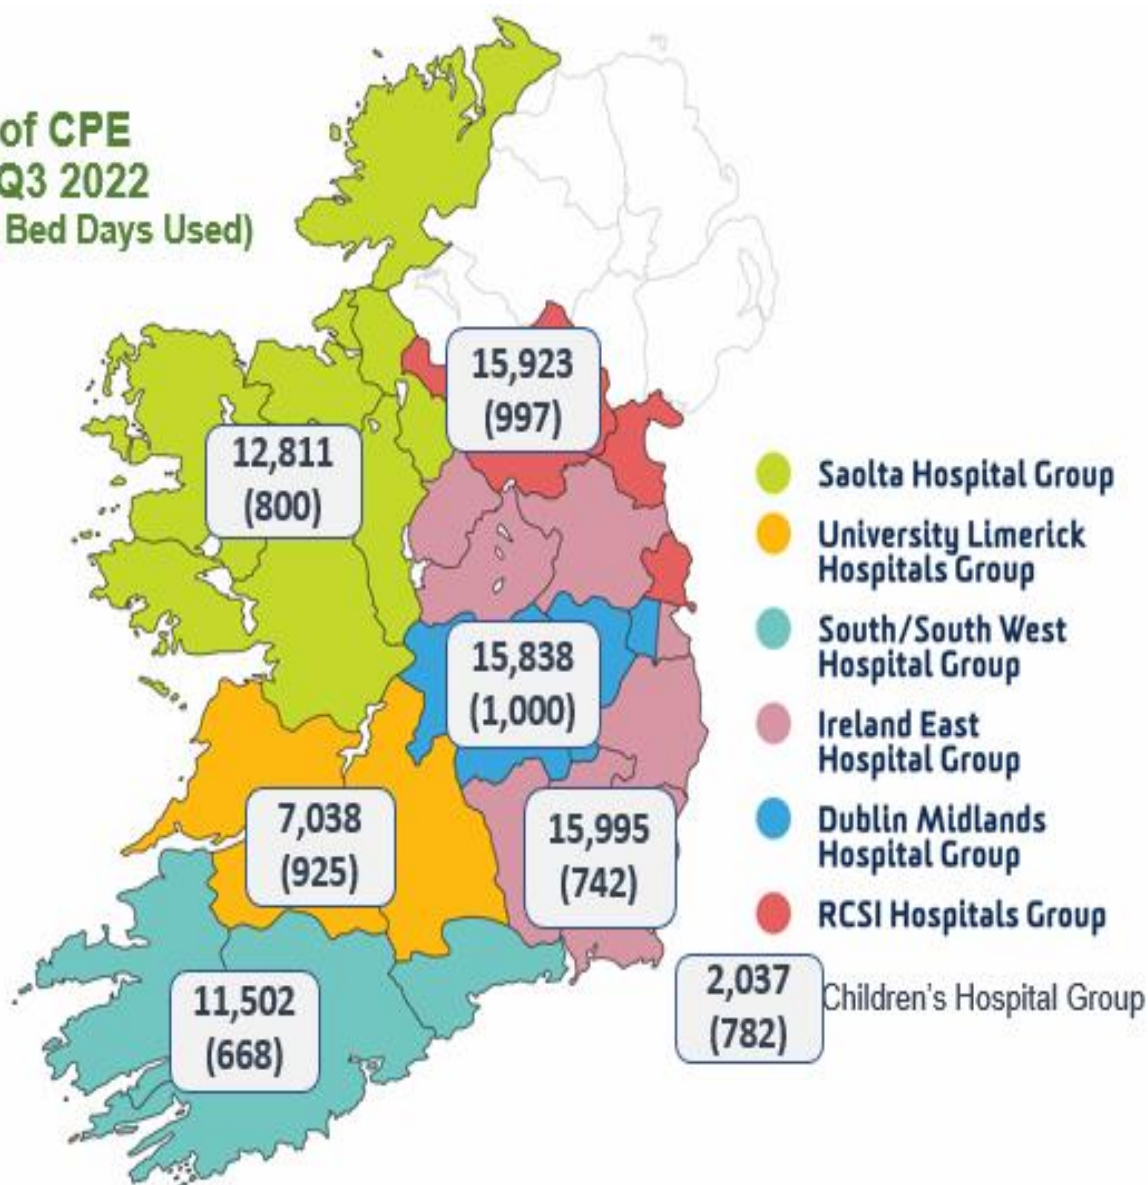 of CPE
Q3 2022
Bed Days Used)
15,923
(997)
12,811
(800)
Saolta Hospital Group
University Limerick
Hospitals Group
South/South West
Hospital Group
15,838
(1,000)
Ireland East
Hospital Group
7,038
(925)
15,995
(742)
Dublin Midlands
Hospital Group
RCSI Hospitals Group
11,502
(668)
2,037
(782)
Children's Hospital Group